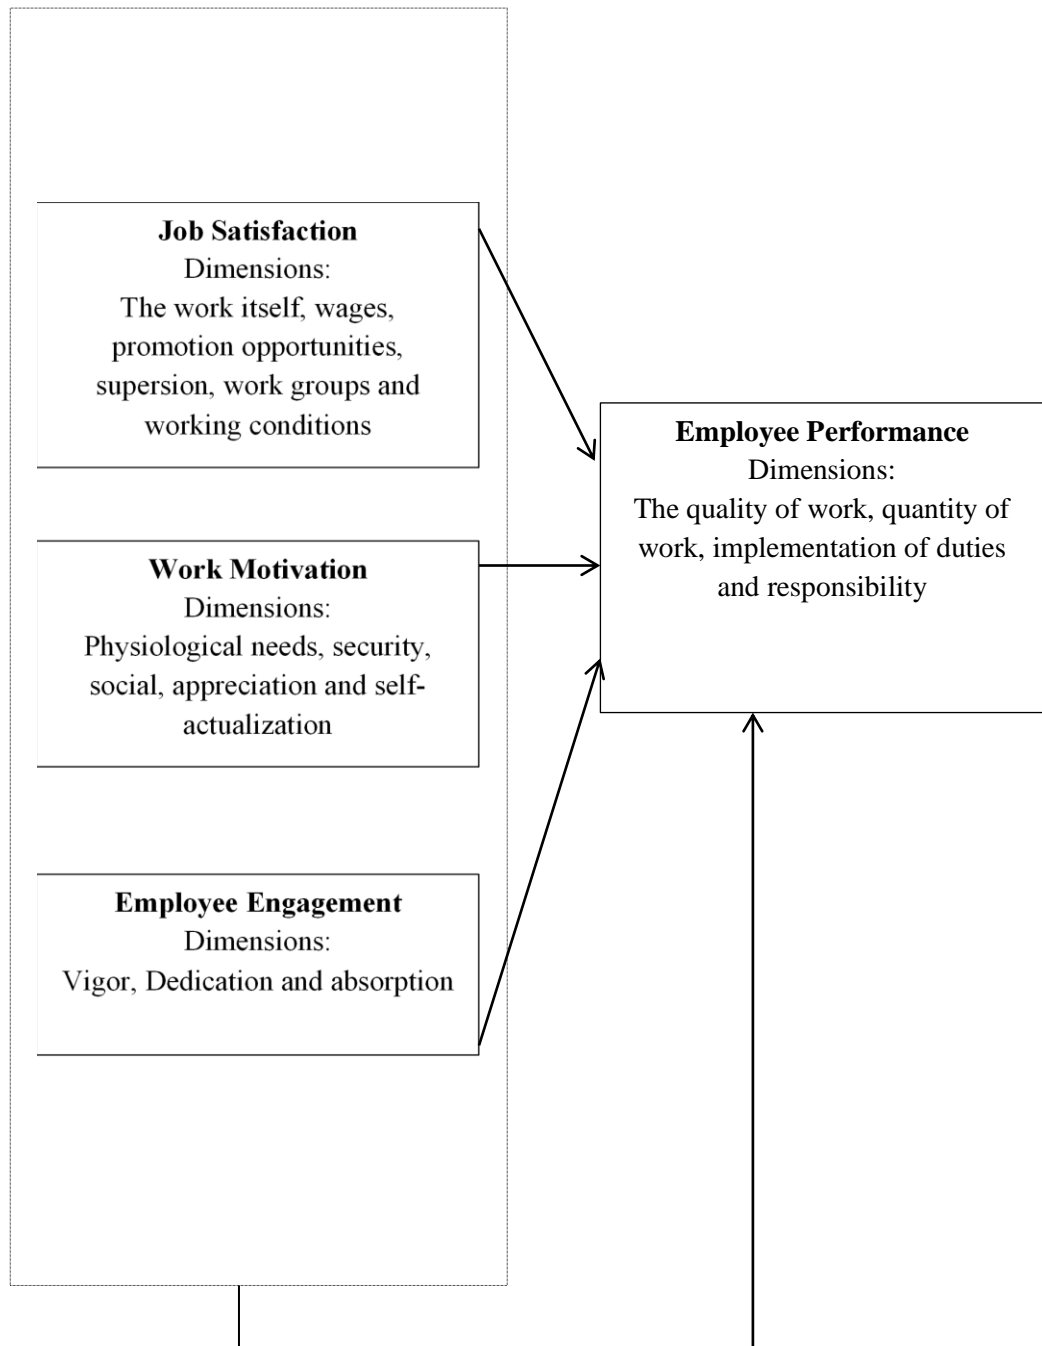 Job Satisfaction
Dimensions:
The work itself, wages,
promotion opportunities,
supersion, work groups and
working conditions
Work Motivation
Dimensions:
Physiological needs, security,
social, appreciation and self-
actualization
Employee Engagement
Dimensions:
Vigor, Dedication and absorption
Employee Performance
Dimensions:
The quality of work, quantity of
work, implementation of duties
and responsibility